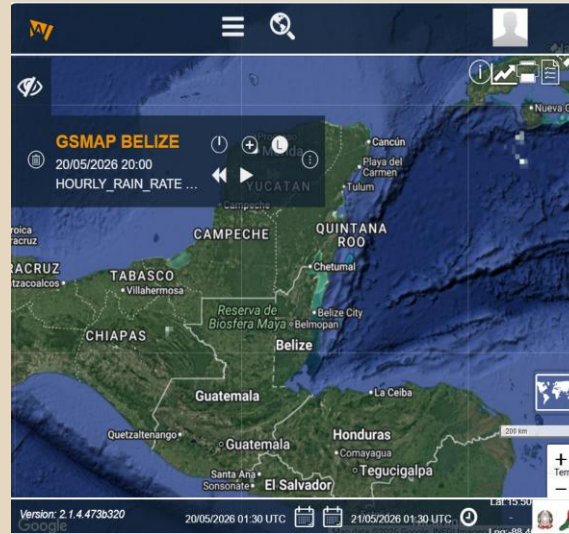 Nueva G
GSMAP BELIZE
20/05/2026 20:00
HOURLY_RAIN_RATE ...
L
Cancún
Playa del
Carmen
Tulum
YUCATAN
Campeche
CAMPECHE
QUINTANA
ROO
Chetumal
TABASCO
Villahermosa
Reserva de
Biosfera Maya
Belize City
Belmopan
CHIAPAS
Belize
Guatemala
La Ceiba
200 km
Quetzaltenango
Guatemala
Honduras
Comayagua
Tegucigalpa
Santa Ana
Sonsonate
El Salvador
+
Terr
−
Version: 2.1.4.473b320
20/05/2026 01:30 UTC
21/05/2026 01:30 UTC
Google